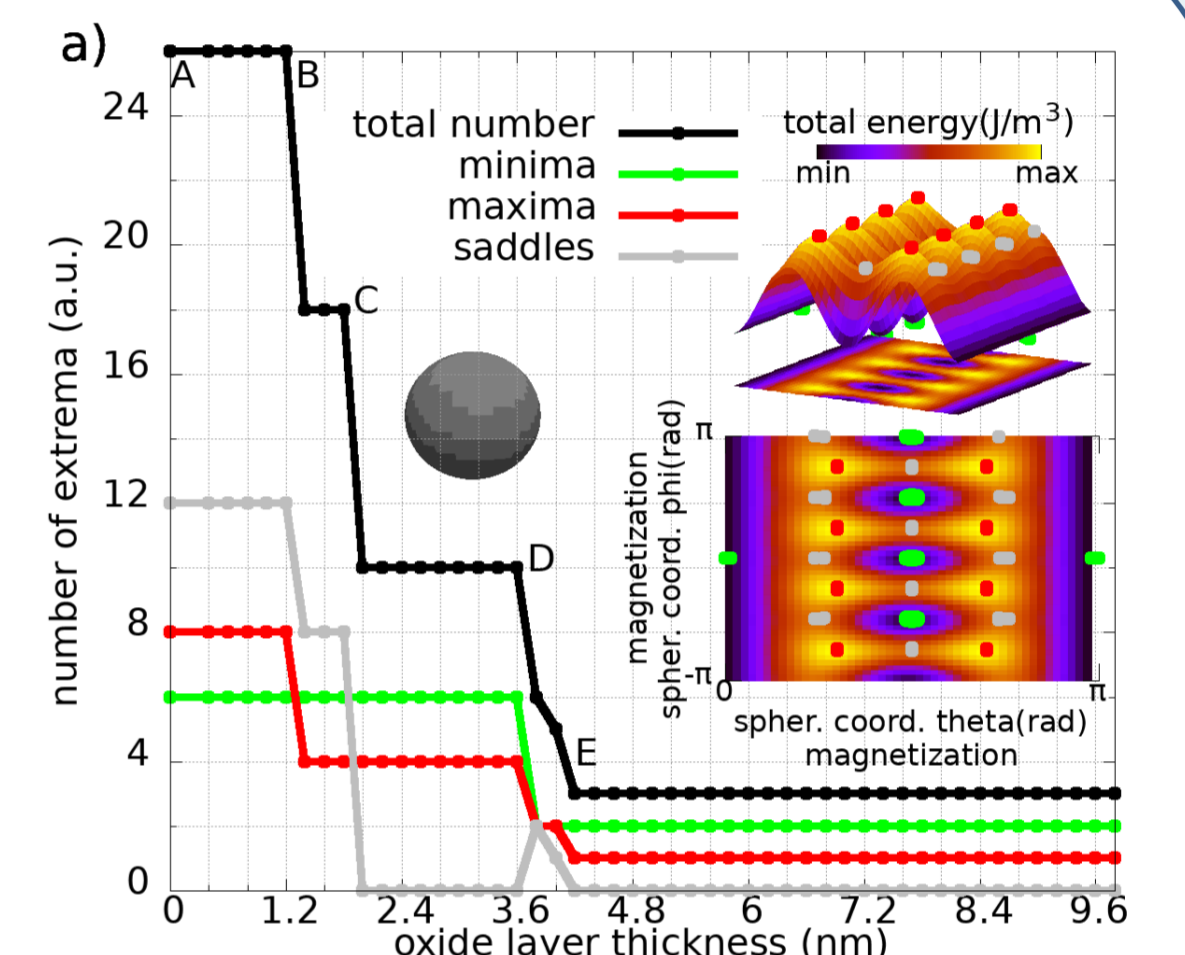 a)
A
B
C
D
E
total number
minima
maxima
saddles
total energy(J/m³)
min
max
24
20
16
12
8
4
0
number of extrema (a.u.)
0
1.2
2.4
3.6
4.8
6
7.2
8.4
9.6
oxide layer thickness (nm)
π
-π
magnetization
spher. coord. phi(rad)
0
π
spher. coord. theta(rad)
magnetization